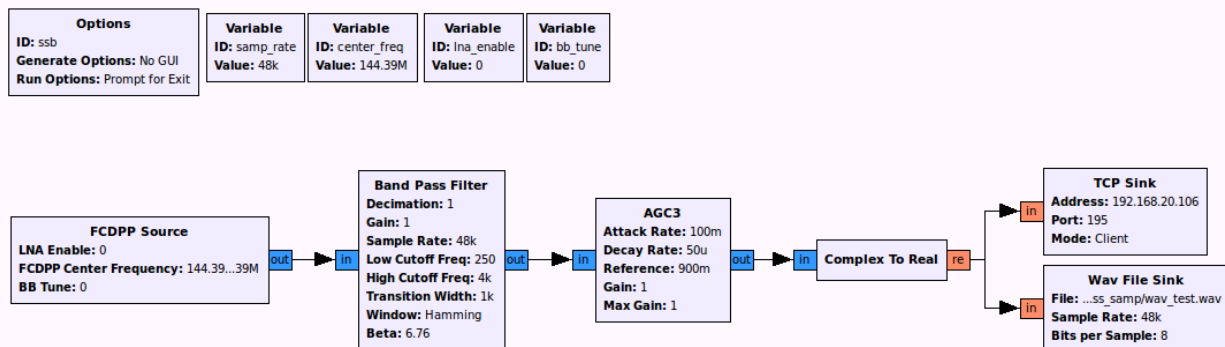 Options
ID: ssb
Generate Options: No GUI
Run Options: Prompt for Exit
Variable
ID: samp_rate
Value: 48k
Variable
ID: center_freq
Value: 144.39M
Variable
ID: lna_enable
Value: 0
Variable
ID: bb_tune
Value: 0
FCDPP Source
LNA Enable: 0
FCDPP Center Frequency: 144.39...39M
BB Tune: 0
out
in
Band Pass Filter
Decimation: 1
Gain: 1
Sample Rate: 48k
Low Cutoff Freq: 250
High Cutoff Freq: 4k
Transition Width: 1k
Window: Hamming
Beta: 6.76
out
in
AGC3
Attack Rate: 100m
Decay Rate: 50u
Reference: 900m
Gain: 1
Max Gain: 1
out
in
Complex To Real
re
in
TCP Sink
Address: 192.168.20.106
Port: 195
Mode: Client
in
Wav File Sink
File: ...ss_samp/wav_test.wav
Sample Rate: 48k
Bits per Sample: 8